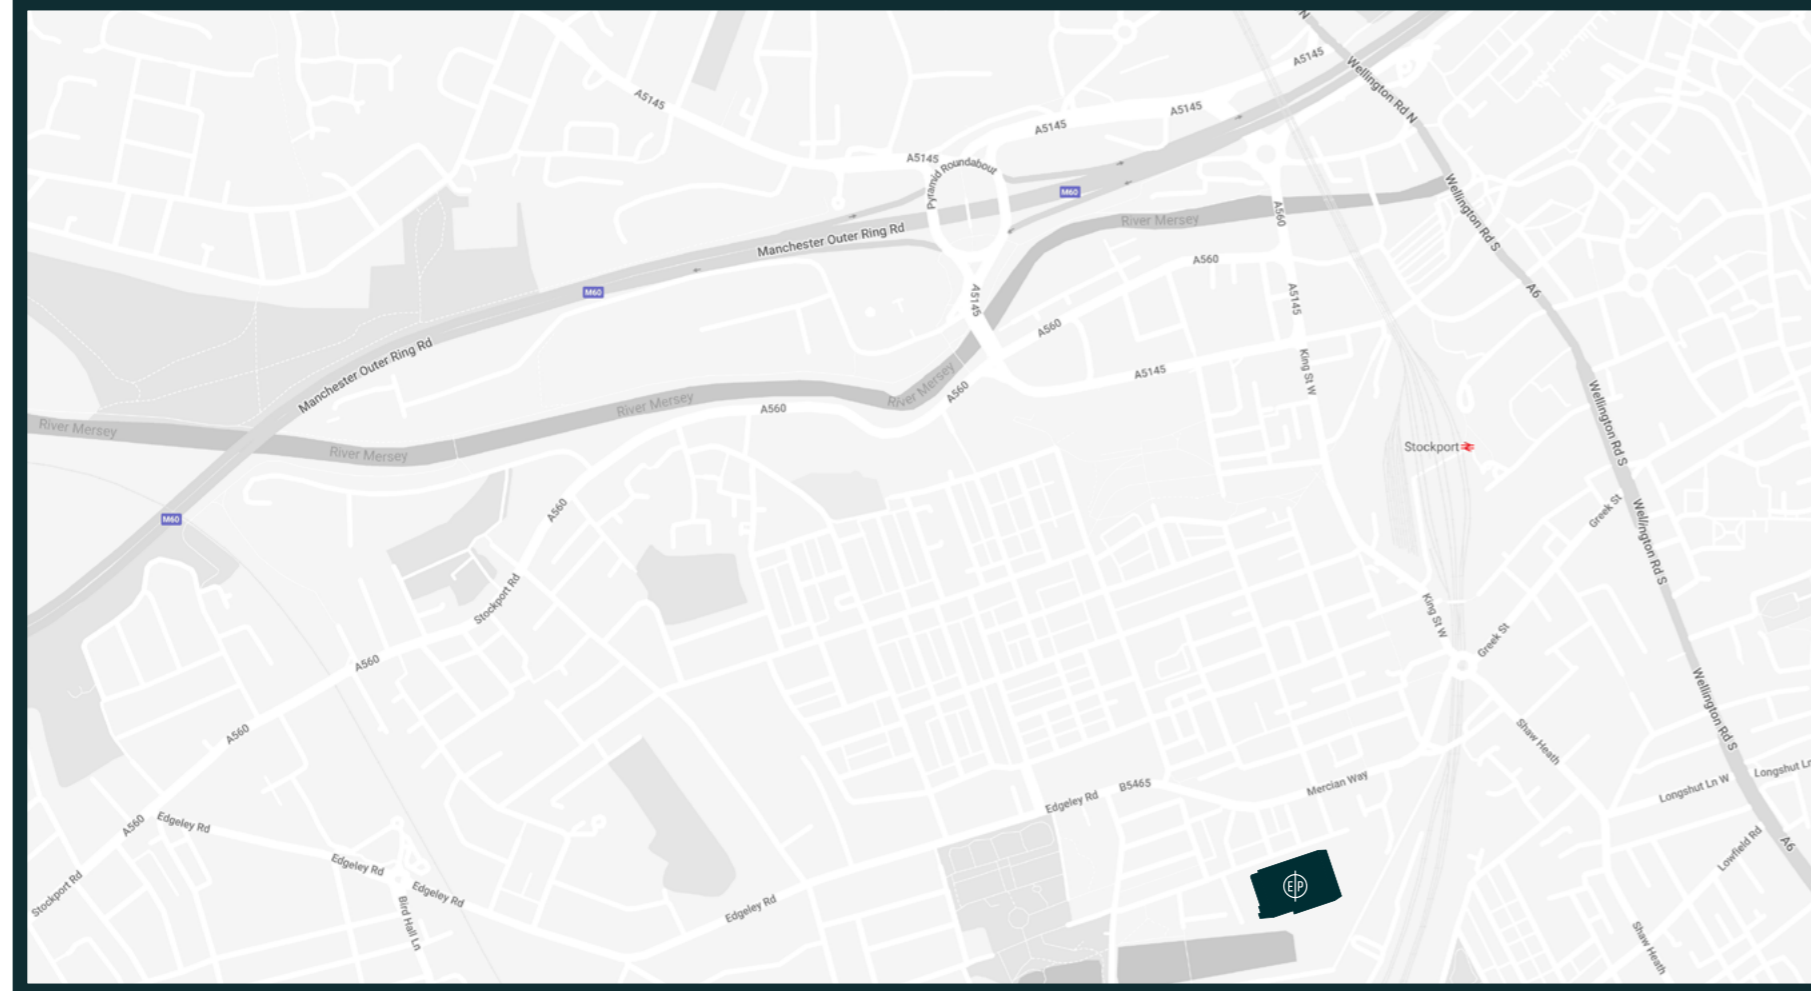 N
A5145
Wellington Rd N
A5145
A5145
A5145
A5145
Pyramid Roundabout
M60
River Mersey
A560
Wellington Rd S
Manchester Outer Ring Rd
A560
M60
A5145
A5145
A6
A560
Manchester Outer Ring Rd
King St W
A5145
River Mersey
A560
River Mersey
A560
Wellington Rd S
River Mersey
River Mersey
Stockport
M60
A560
Greek St
Wellington Rd S
Stockport Rd
King St W
Greek St
A560
Wellington Rd S
A560
Shaw Heath
Longshut Ln
Mercian Way
B5465
Longshut Ln W
Edgeley Rd
A560
Edgeley Rd
A6
Lowfield Rd
Edgeley Rd
Stockport Rd
Edgeley Rd
E P
Edgeley Rd
Bird Hall Ln
Shaw Heath